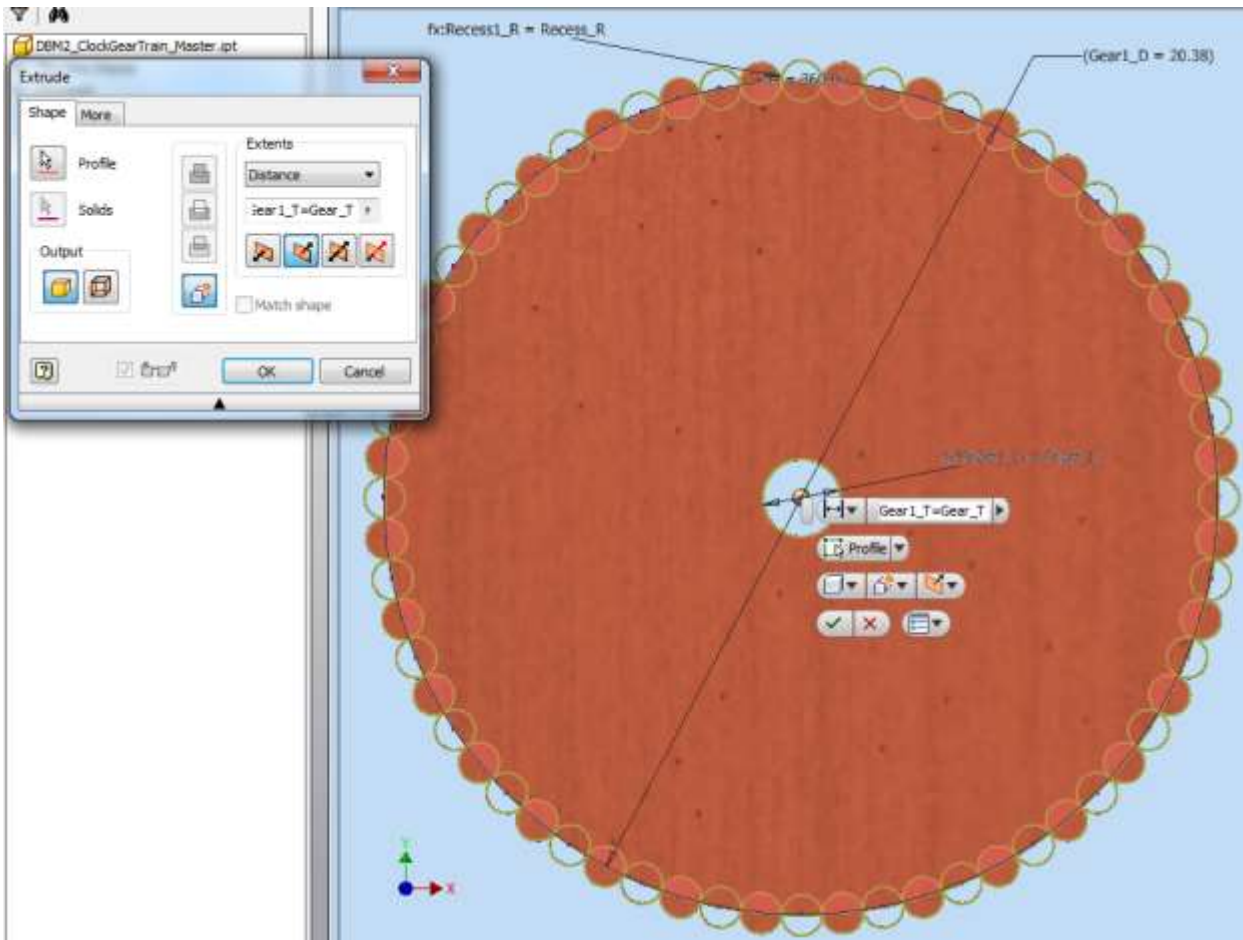 DBM2_ClockGearTrain_Master.ipt
Extrude
Shape
More
Profile
Solids
Output
Extents
Distance
Gear1_T=Gear_T
Match shape
OK
Cancel
fx:Recess1_R = Recess_R
(Gear1_D = 20.38)
Gear1_T=Gear_T
Profile
Y
X